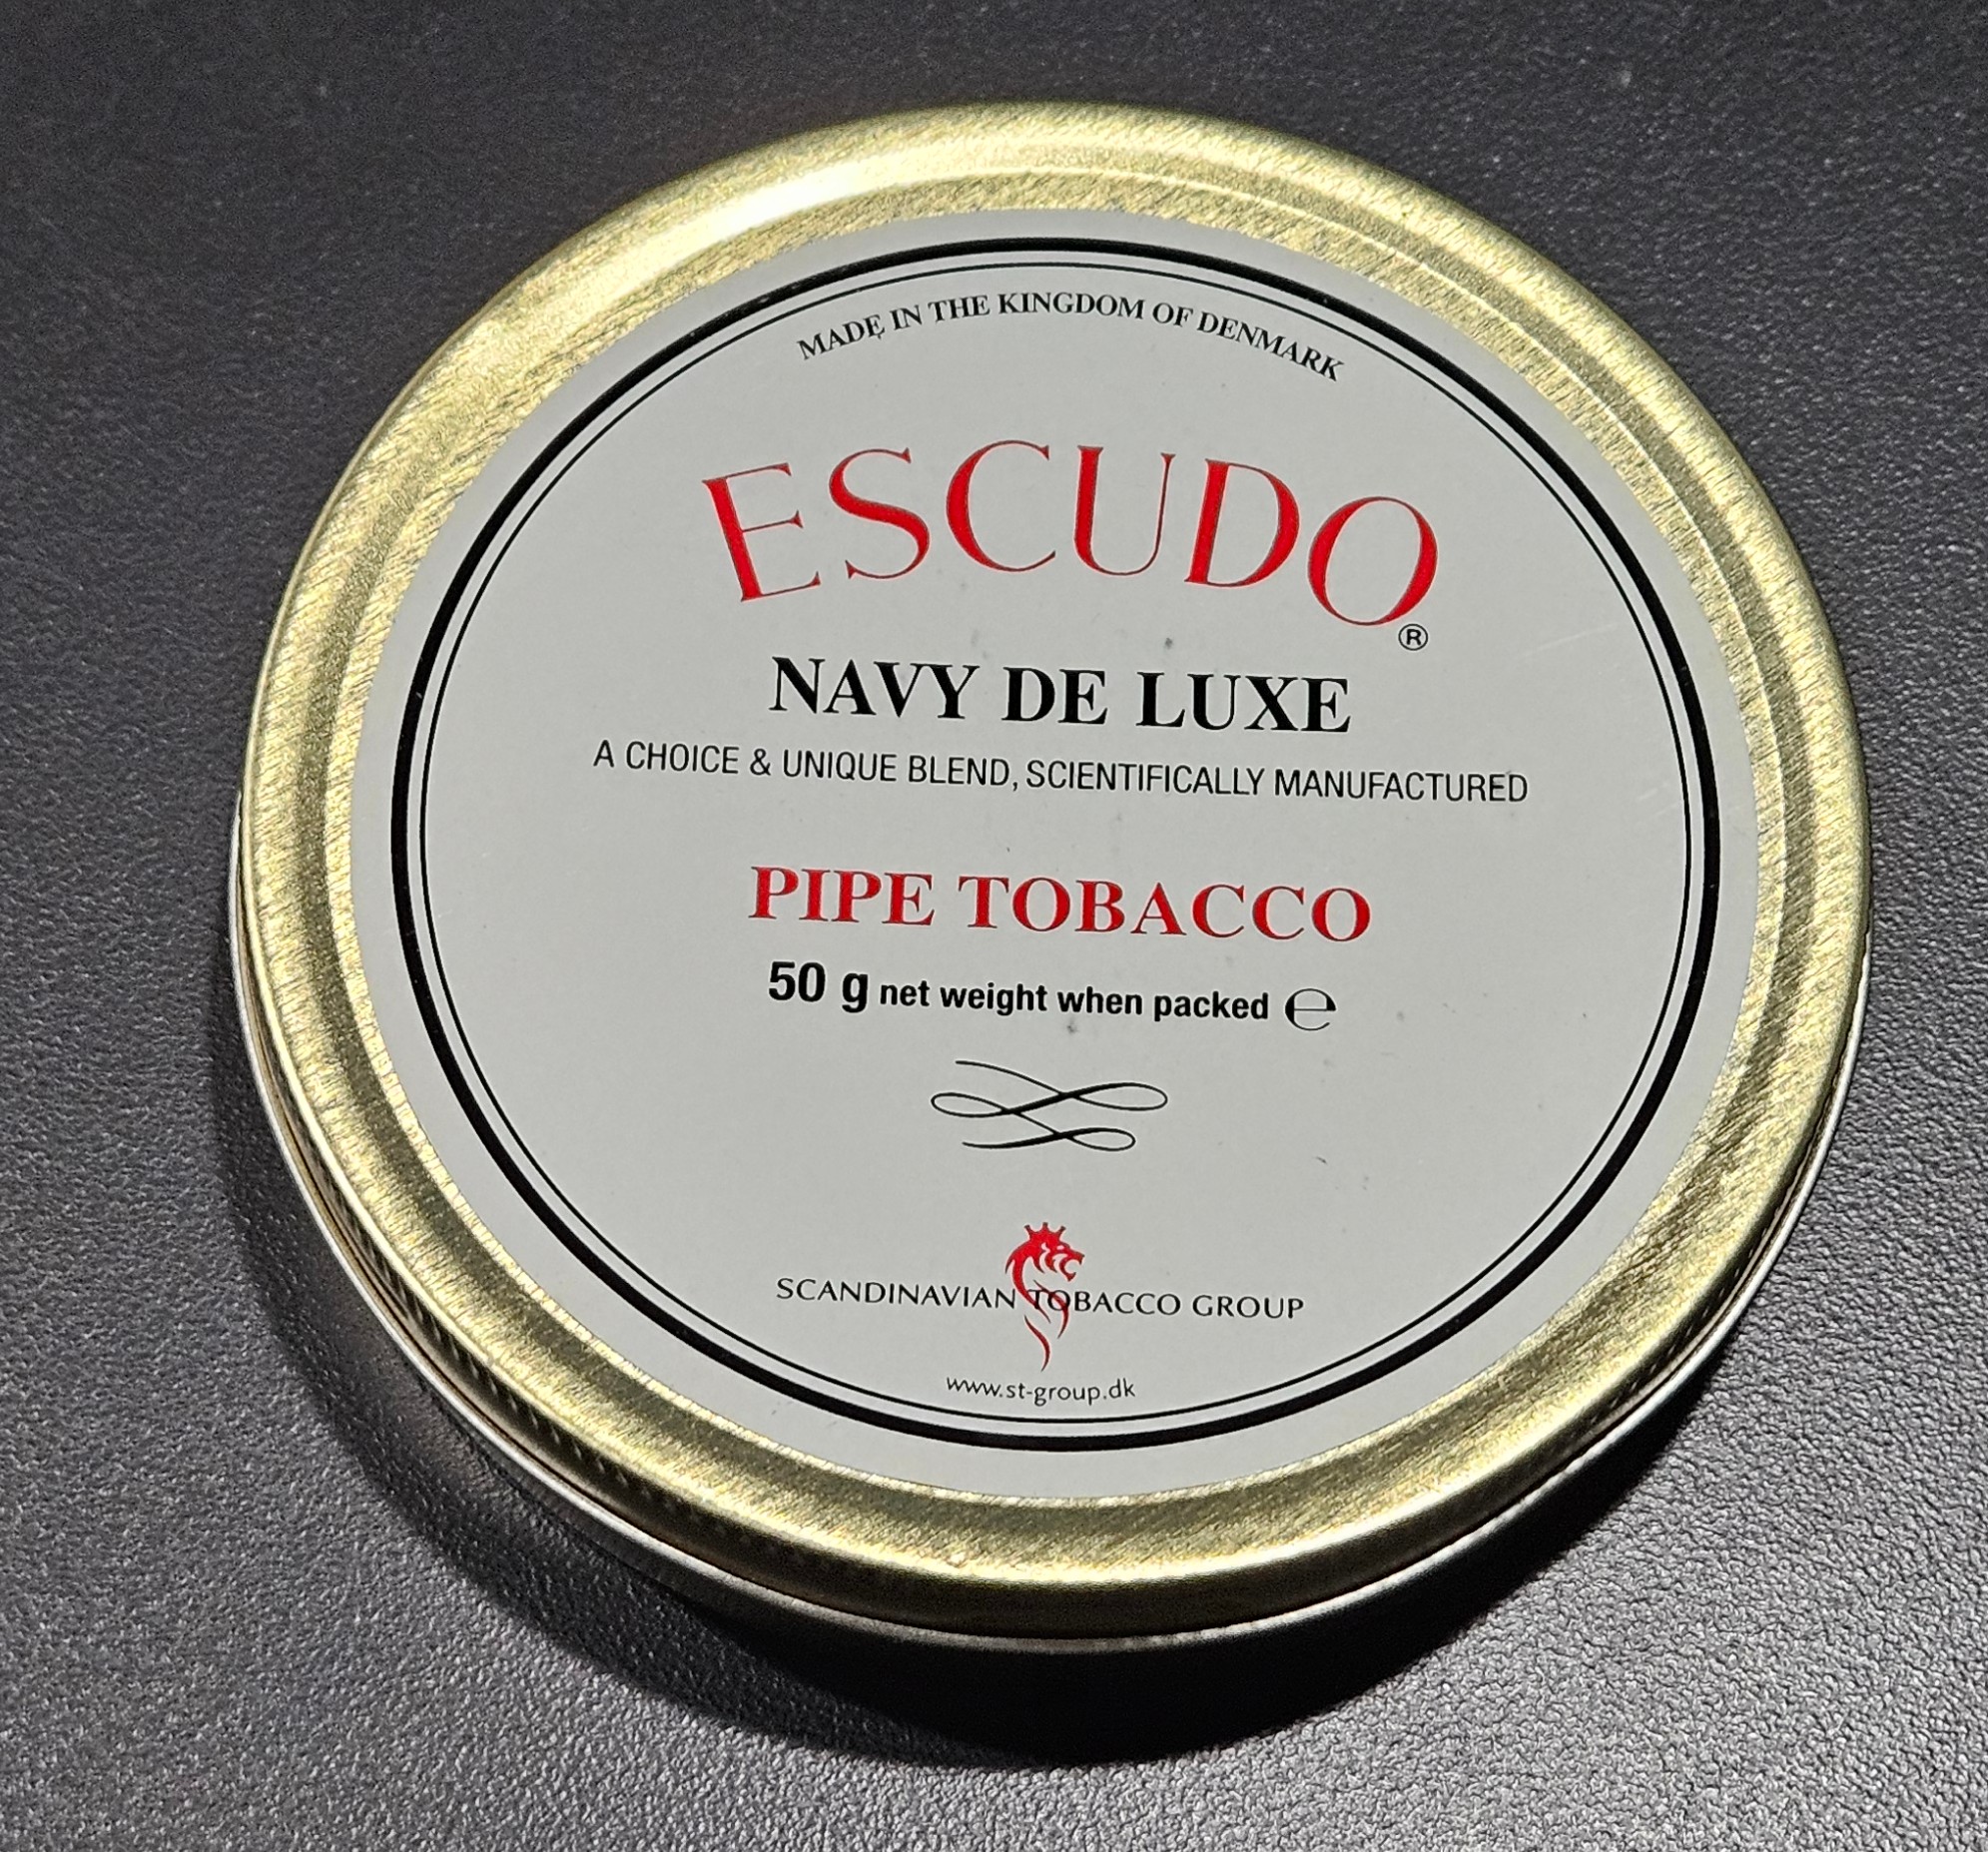 MADE IN THE KINGDOM OF DENMARK
ESCUDO®
NAVY DE LUXE
A CHOICE & UNIQUE BLEND, SCIENTIFICALLY MANUFACTURED
PIPE TOBACCO
50 g net weight when packed ℮
SCANDINAVIAN TOBACCO GROUP
www.st-group.dk